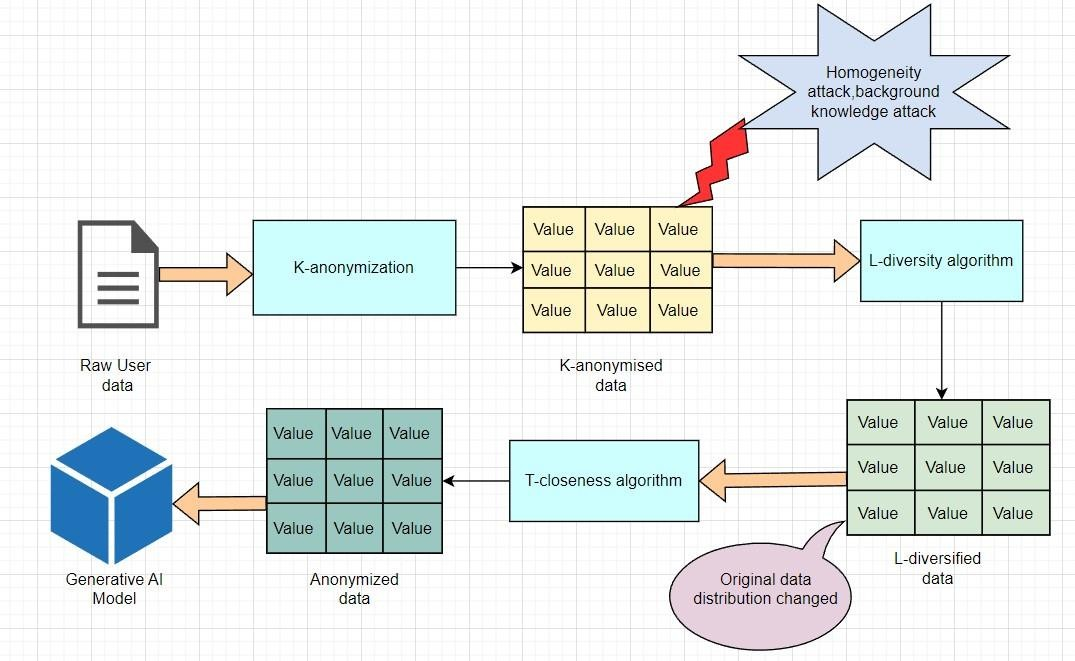 Homogeneity
attack,background
knowledge attack
K-anonymization
Value Value Value
Value Value Value
Value Value Value
L-diversity algorithm
Raw User
data
K-anonymised
data
Value Value Value
Value Value Value
Value Value Value
T-closeness algorithm
Value Value Value
Value Value Value
Value Value Value
Generative AI
Model
Anonymized
data
Original data
distribution changed
L-diversified
data